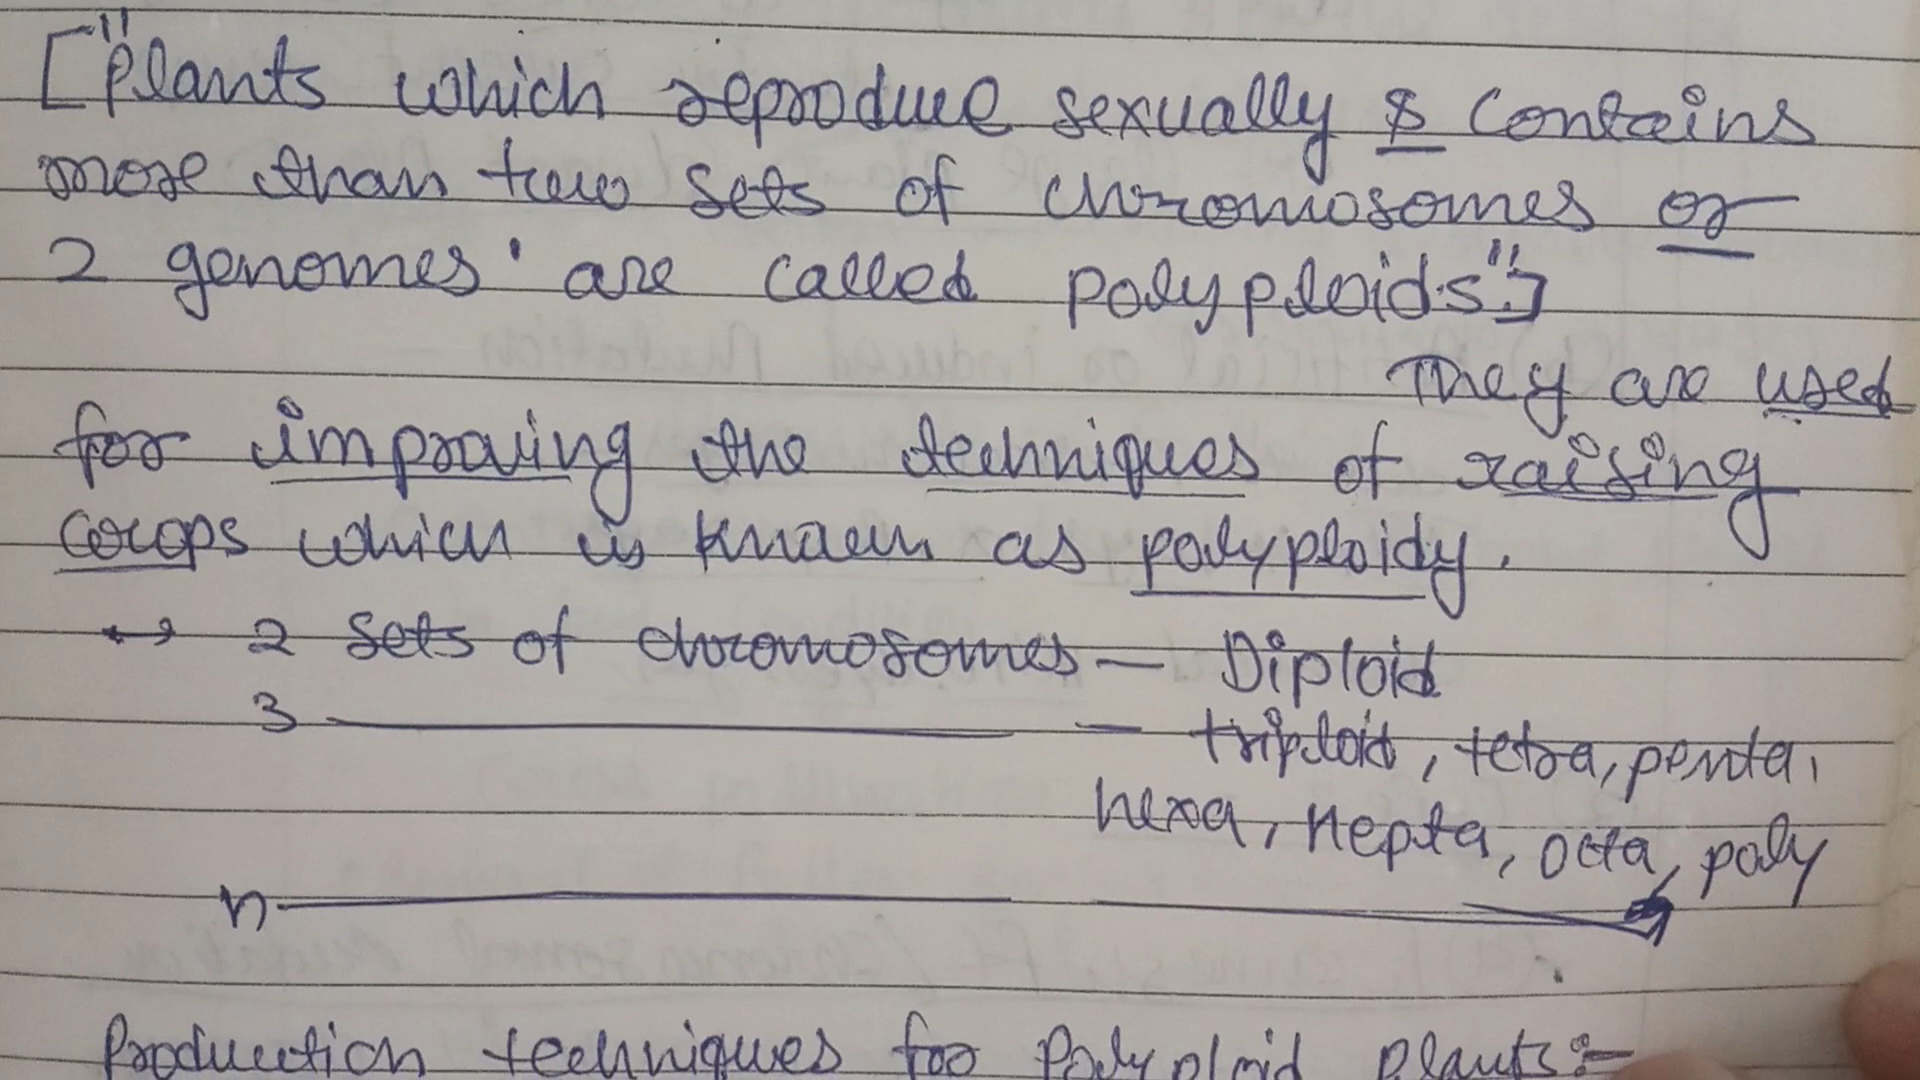 ["Plants which reproduce sexually & contains
more than two sets of chromosomes or
2 genomes' are called polyploids"]
They are used
for improving the techniques of raising
corops which is known as polyploidy.
↔ 2 sets of chromosomes — Diploid
3 ——— — triploid, tetra, penta,
hexa, hepta, octa, poly
n ———
Production techniques for Polyploid plants:-